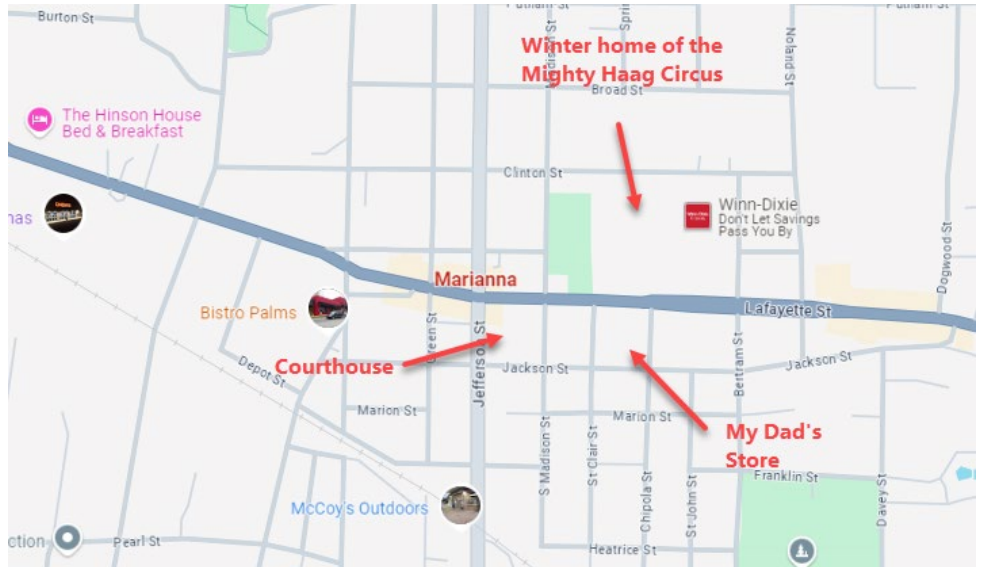 Burton St
Winter home of the
Mighty Haag Circus
Noland St
Broad St
The Hinson House
Bed & Breakfast
Clinton St
Winn-Dixie
Don't Let Savings
Pass You By
Dogwood St
Marianna
Lafayette St
Bistro Palms
Green St
Jefferson St
Courthouse
Depot St
Jackson St
Bertram St
Jackson St
Marion St
Marion St
My Dad's
Store
S Madison St
St Clair St
Chipola St
St John St
Franklin St
Davey St
McCoy's Outdoors
Pearl St
Heatrice St